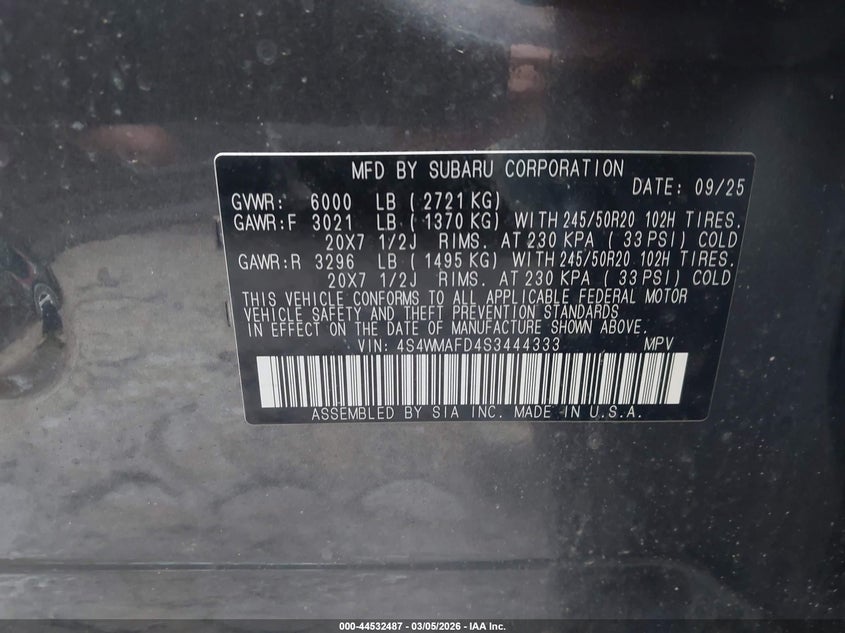 MFD BY SUBARU CORPORATION
DATE: 09/25
GVWR: 6000 LB ( 2721 KG)
GAWR:F 3021 LB ( 1370 KG) WITH 245/50R20 102H TIRES.
20X7 1/2J RIMS. AT 230 KPA ( 33 PSI) COLD
GAWR:R 3296 LB ( 1495 KG) WITH 245/50R20 102H TIRES.
20X7 1/2J RIMS. AT 230 KPA ( 33 PSI) COLD
THIS VEHICLE CONFORMS TO ALL APPLICABLE FEDERAL MOTOR
VEHICLE SAFETY AND THEFT PREVENTION STANDARDS
IN EFFECT ON THE DATE OF MANUFACTURE SHOWN ABOVE.
VIN: 4S4WMAFD4S3444333 MPV
ASSEMBLED BY SIA INC. MADE IN U.S.A.
000-44532487 - 03/05/2026 - IAA Inc.